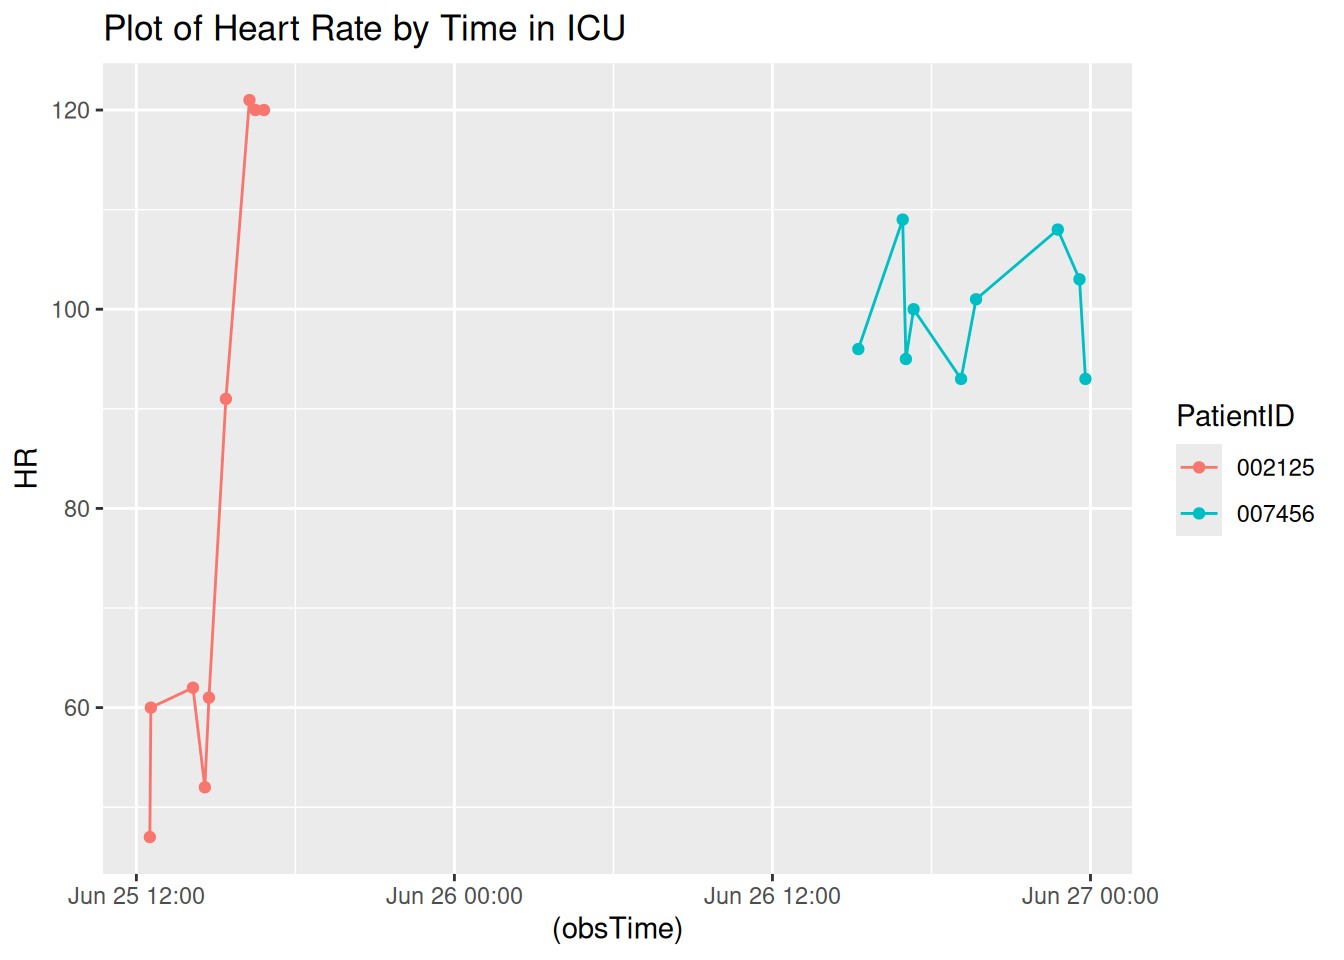 Plot of Heart Rate by Time in ICU
120
100
80
60
HR
Jun 25 12:00 Jun 26 00:00 Jun 26 12:00 Jun 27 00:00
(obsTime)
PatientID
002125
007456